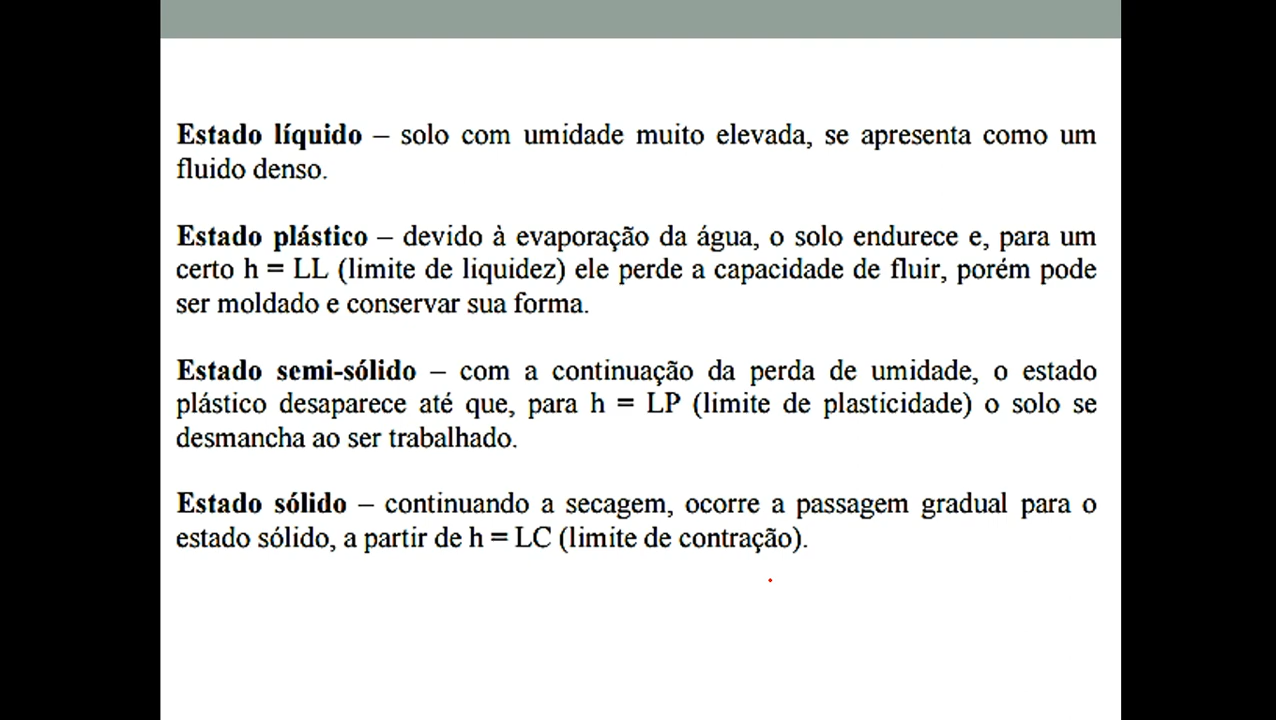 Estado líquido – solo com umidade muito elevada, se apresenta como um
fluido denso.
Estado plástico – devido à evaporação da água, o solo endurece e, para um
certo h = LL (limite de liquidez) ele perde a capacidade de fluir, porém pode
ser moldado e conservar sua forma.
Estado semi-sólido – com a continuação da perda de umidade, o estado
plástico desaparece até que, para h = LP (limite de plasticidade) o solo se
desmancha ao ser trabalhado.
Estado sólido – continuando a secagem, ocorre a passagem gradual para o
estado sólido, a partir de h = LC (limite de contração).